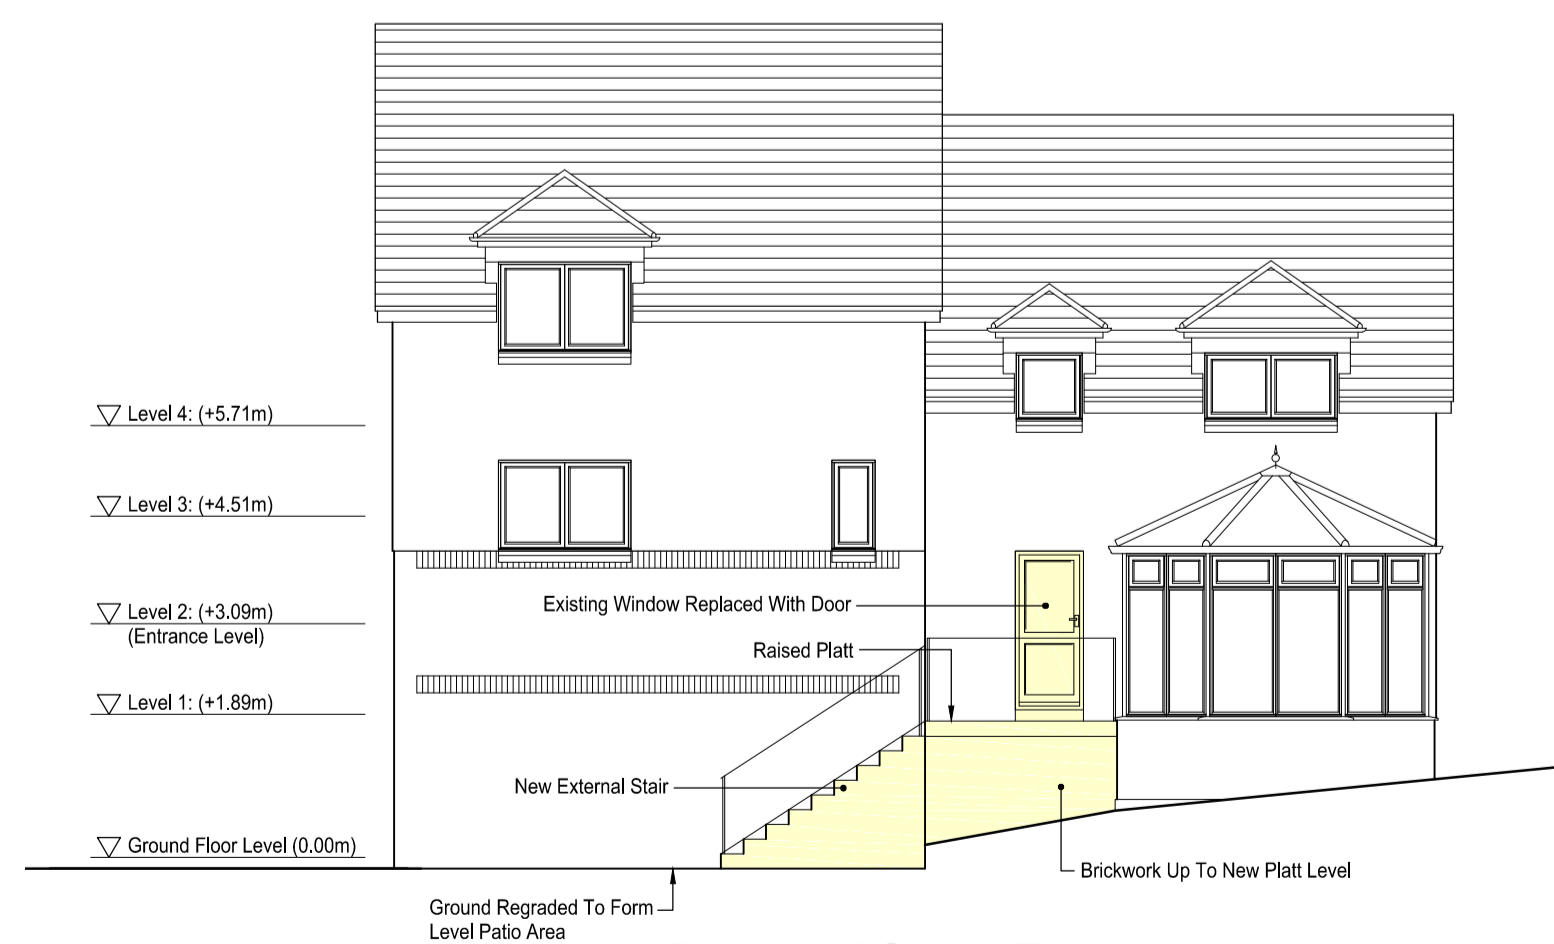 Level 4: (+5.71m)
Level 3: (+4.51m)
Level 2: (+3.09m)
(Entrance Level)
Level 1: (+1.89m)
Ground Floor Level (0.00m)
Existing Window Replaced With Door
Raised Platt
New External Stair
Brickwork Up To New Platt Level
Ground Regraded To Form
Level Patio Area